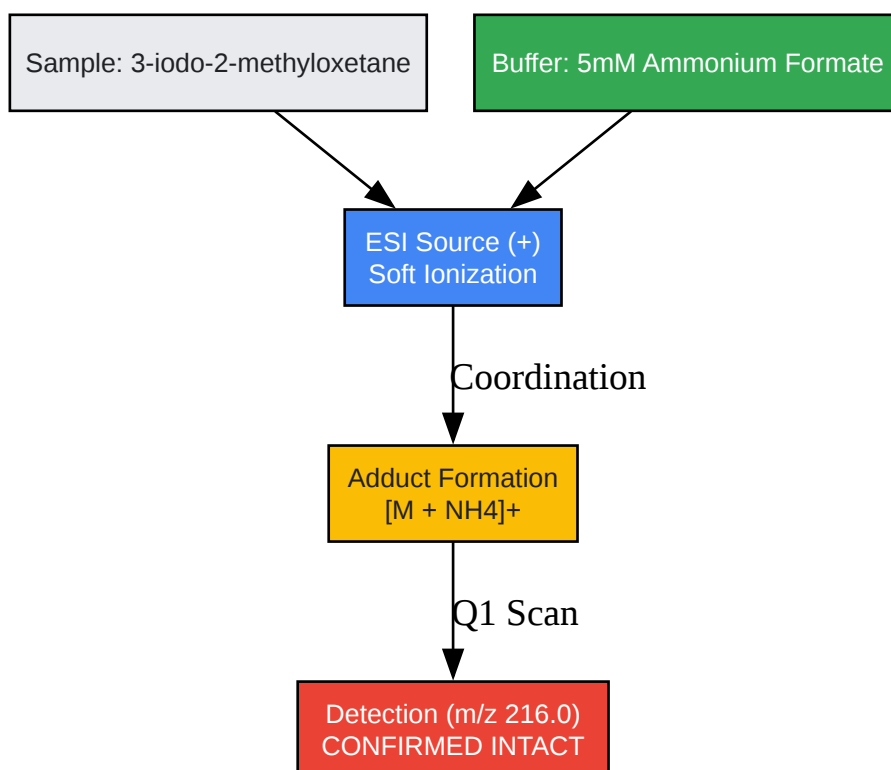 Sample: 3-iodo-2-methyloxetane
Buffer: 5mM Ammonium Formate
ESI Source (+)
Soft Ionization
Coordination
Adduct Formation
[M + NH4]+
Q1 Scan
Detection (m/z 216.0)
CONFIRMED INTACT